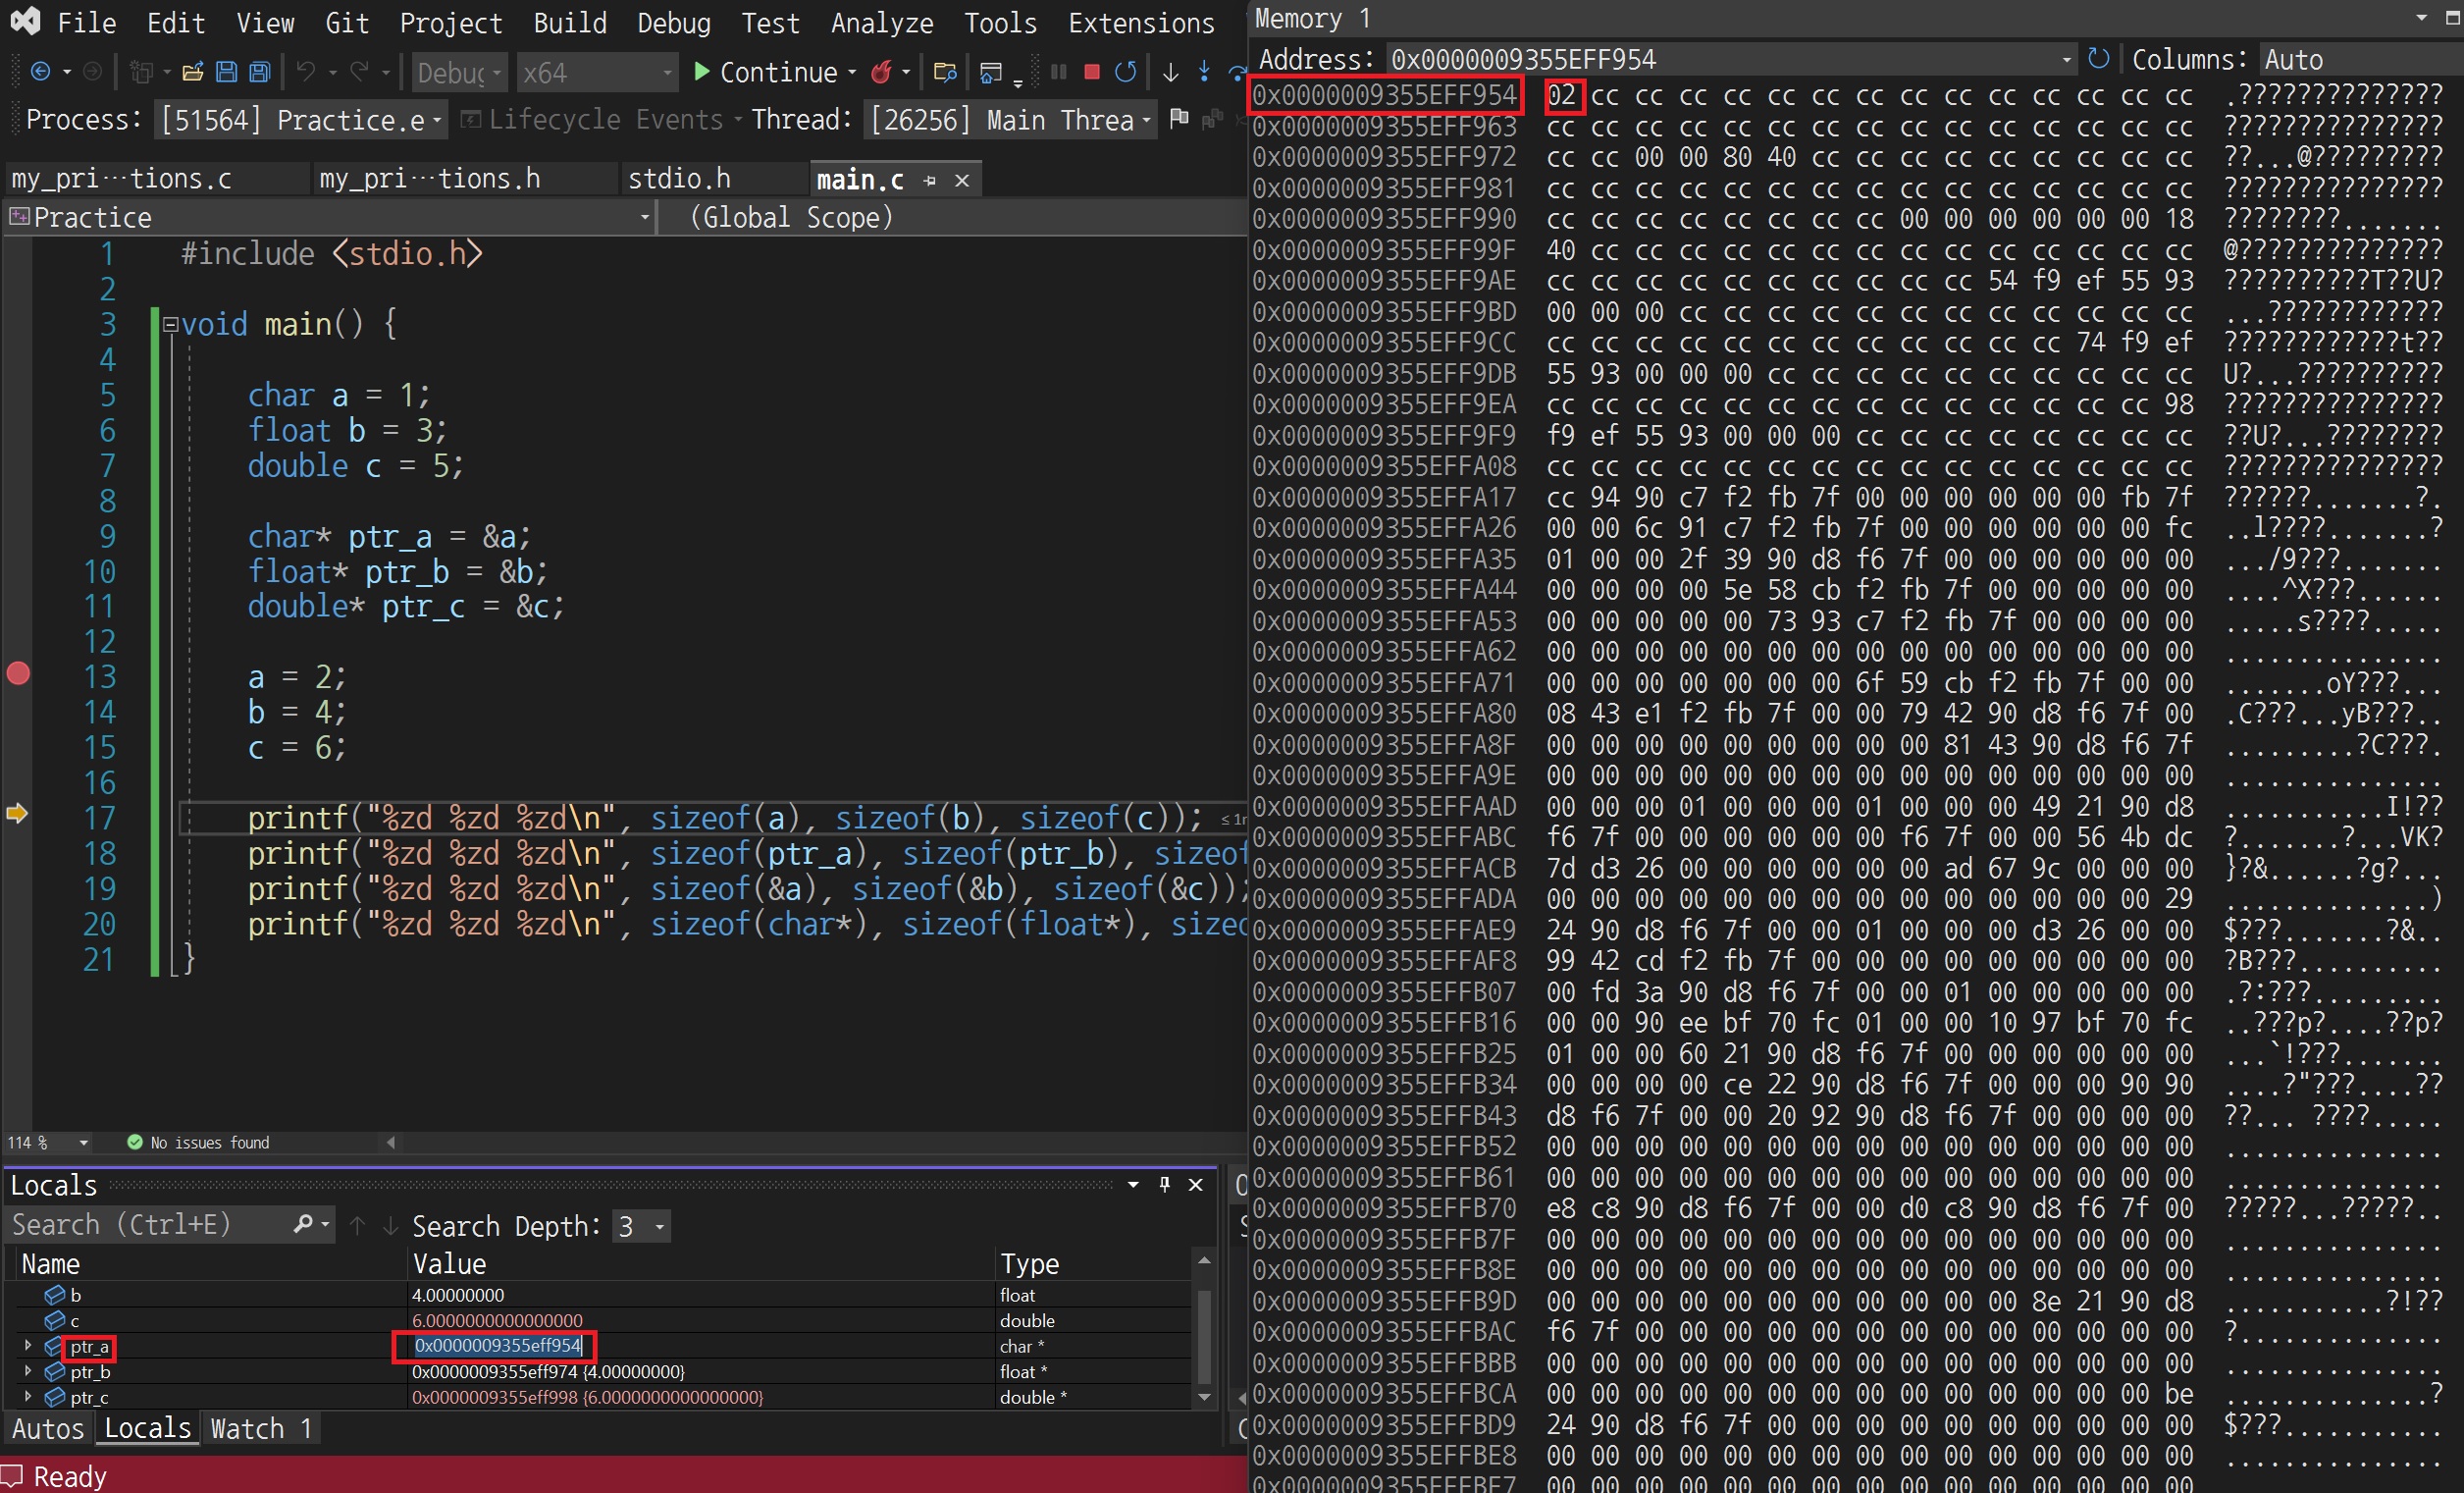 File Edit View Git Project Build Debug Test Analyze Tools Extensions
Debug x64 Continue
Process: [51564] Practice.e Lifecycle Events Thread: [26256] Main Threa
my_pri···tions.c my_pri···tions.h stdio.h main.c
Practice (Global Scope)
1 #include <stdio.h>
2
3 void main() {
4
5 char a = 1;
6 float b = 3;
7 double c = 5;
8
9 char* ptr_a = &a;
10 float* ptr_b = &b;
11 double* ptr_c = &c;
12
13 a = 2;
14 b = 4;
15 c = 6;
16
17 printf("%zd %zd %zd\n", sizeof(a), sizeof(b), sizeof(c));
18 printf("%zd %zd %zd\n", sizeof(ptr_a), sizeof(ptr_b), sizeof
19 printf("%zd %zd %zd\n", sizeof(&a), sizeof(&b), sizeof(&c));
20 printf("%zd %zd %zd\n", sizeof(char*), sizeof(float*), sizeo
21 }
114 % No issues found
Locals
Search (Ctrl+E) Search Depth: 3
Name Value Type
b 4.00000000 float
c 6.0000000000000000 double
ptr_a 0x0000009355eff954 char *
ptr_b 0x0000009355eff974 {4.00000000} float *
ptr_c 0x0000009355eff998 {6.0000000000000000} double *
Autos Locals Watch 1
Ready
Memory 1
Address: 0x0000009355EFF954 Columns: Auto
0x0000009355EFF954 02 cc cc cc cc cc cc cc cc cc cc cc cc cc cc .??????????????
0x0000009355EFF963 cc cc cc cc cc cc cc cc cc cc cc cc cc cc cc ???????????????
0x0000009355EFF972 cc cc 00 00 80 40 cc cc cc cc cc cc cc cc cc ??...@?????????
0x0000009355EFF981 cc cc cc cc cc cc cc cc cc cc cc cc cc cc cc ???????????????
0x0000009355EFF990 cc cc cc cc cc cc cc cc 00 00 00 00 00 00 18 ????????.......
0x0000009355EFF99F 40 cc cc cc cc cc cc cc cc cc cc cc cc cc cc @??????????????
0x0000009355EFF9AE cc cc cc cc cc cc cc cc cc cc 54 f9 ef 55 93 ??????????T??U?
0x0000009355EFF9BD 00 00 00 cc cc cc cc cc cc cc cc cc cc cc cc ...????????????
0x0000009355EFF9CC cc cc cc cc cc cc cc cc cc cc cc cc 74 f9 ef ????????????t??
0x0000009355EFF9DB 55 93 00 00 00 cc cc cc cc cc cc cc cc cc cc U?...??????????
0x0000009355EFF9EA cc cc cc cc cc cc cc cc cc cc cc cc cc cc 98 ???????????????
0x0000009355EFF9F9 f9 ef 55 93 00 00 00 cc cc cc cc cc cc cc cc ??U?...????????
0x0000009355EFFA08 cc cc cc cc cc cc cc cc cc cc cc cc cc cc cc ???????????????
0x0000009355EFFA17 cc 94 90 c7 f2 fb 7f 00 00 00 00 00 00 fb 7f ??????.......?.
0x0000009355EFFA26 00 00 6c 91 c7 f2 fb 7f 00 00 00 00 00 00 fc ..l????.......?
0x0000009355EFFA35 01 00 00 2f 39 90 d8 f6 7f 00 00 00 00 00 00 .../9???.......
0x0000009355EFFA44 00 00 00 00 5e 58 cb f2 fb 7f 00 00 00 00 00 ....^X???......
0x0000009355EFFA53 00 00 00 00 00 73 93 c7 f2 fb 7f 00 00 00 00 .....s????.....
0x0000009355EFFA62 00 00 00 00 00 00 00 00 00 00 00 00 00 00 00 ...............
0x0000009355EFFA71 00 00 00 00 00 00 00 6f 59 cb f2 fb 7f 00 00 .......oY???...
0x0000009355EFFA80 08 43 e1 f2 fb 7f 00 00 79 42 90 d8 f6 7f 00 .C???...yB???..
0x0000009355EFFA8F 00 00 00 00 00 00 00 00 00 81 43 90 d8 f6 7f .........?C???.
0x0000009355EFFA9E 00 00 00 00 00 00 00 00 00 00 00 00 00 00 00 ...............
0x0000009355EFFAAD 00 00 00 01 00 00 00 01 00 00 00 49 21 90 d8 ...........I!??
0x0000009355EFFABC f6 7f 00 00 00 00 00 00 f6 7f 00 00 56 4b dc ?.......?...VK?
0x0000009355EFFACB 7d d3 26 00 00 00 00 00 00 ad 67 9c 00 00 00 }?&......?g?...
0x0000009355EFFADA 00 00 00 00 00 00 00 00 00 00 00 00 00 00 29 ..............)
0x0000009355EFFAE9 24 90 d8 f6 7f 00 00 00 01 00 00 00 d3 26 00 00 $???.......?&..
0x0000009355EFFAF8 99 42 cd f2 fb 7f 00 00 00 00 00 00 00 00 00 ?B???..........
0x0000009355EFFB07 00 fd 3a 90 d8 f6 7f 00 00 01 00 00 00 00 00 .?:???.........
0x0000009355EFFB16 00 00 90 ee bf 70 fc 01 00 00 10 97 bf 70 fc ..???p?....??p?
0x0000009355EFFB25 01 00 00 60 21 90 d8 f6 7f 00 00 00 00 00 00 ...`!???.......
0x0000009355EFFB34 00 00 00 00 ce 22 90 d8 f6 7f 00 00 00 90 90 ....?"???....??
0x0000009355EFFB43 d8 f6 7f 00 00 20 92 90 d8 f6 7f 00 00 00 00 ??... ????.....
0x0000009355EFFB52 00 00 00 00 00 00 00 00 00 00 00 00 00 00 00 ...............
0x0000009355EFFB61 00 00 00 00 00 00 00 00 00 00 00 00 00 00 00 ...............
0x0000009355EFFB70 e8 c8 90 d8 f6 7f 00 00 d0 c8 90 d8 f6 7f 00 ?????...?????..
0x0000009355EFFB7F 00 00 00 00 00 00 00 00 00 00 00 00 00 00 00 ...............
0x0000009355EFFB8E 00 00 00 00 00 00 00 00 00 00 00 00 00 00 00 ...............
0x0000009355EFFB9D 00 00 00 00 00 00 00 00 00 00 00 8e 21 90 d8 ...........?!??
0x0000009355EFFBAC f6 7f 00 00 00 00 00 00 00 00 00 00 00 00 00 ?..............
0x0000009355EFFBBB 00 00 00 00 00 00 00 00 00 00 00 00 00 00 00 ...............
0x0000009355EFFBCA 00 00 00 00 00 00 00 00 00 00 00 00 00 00 be ..............?
0x0000009355EFFBD9 24 90 d8 f6 7f 00 00 00 00 00 00 00 00 00 00 $???...........
0x0000009355EFFBE8 00 00 00 00 00 00 00 00 00 00 00 00 00 00 00 ...............
0x0000009355EFFBF7 00 00 00 00 00 00 00 00 00 00 00 00 00 00 00